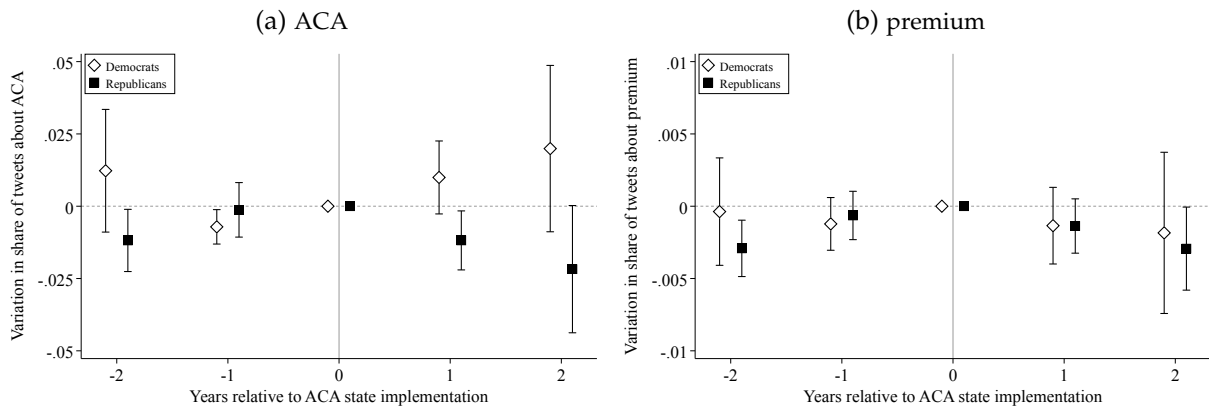 (a) ACA
Variation in share of tweets about ACA
.05
.025
0
-.025
-.05
Democrats
Republicans
-2
-1
0
1
2
Years relative to ACA state implementation
(b) premium
Variation in share of tweets about premium
.01
.005
0
-.005
-.01
Democrats
Republicans
-2
-1
0
1
2
Years relative to ACA state implementation